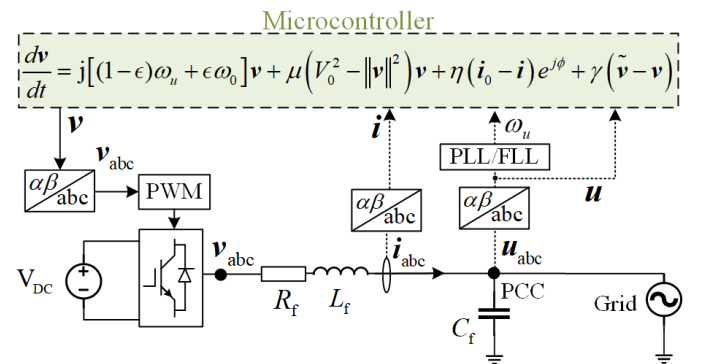 Microcontroller
dv/dt = j[(1−ϵ)ω_u + ϵω_0]v + μ(V_0^2 − ‖v‖^2)v + η(i_0 − i)e^{jϕ} + γ(ṽ − v)
v
i
ω_u
v_abc
PLL/FLL
αβ
abc
PWM
αβ
abc
αβ
abc
u
v_abc
i_abc
u_abc
V_DC
R_f
L_f
PCC
Grid
C_f